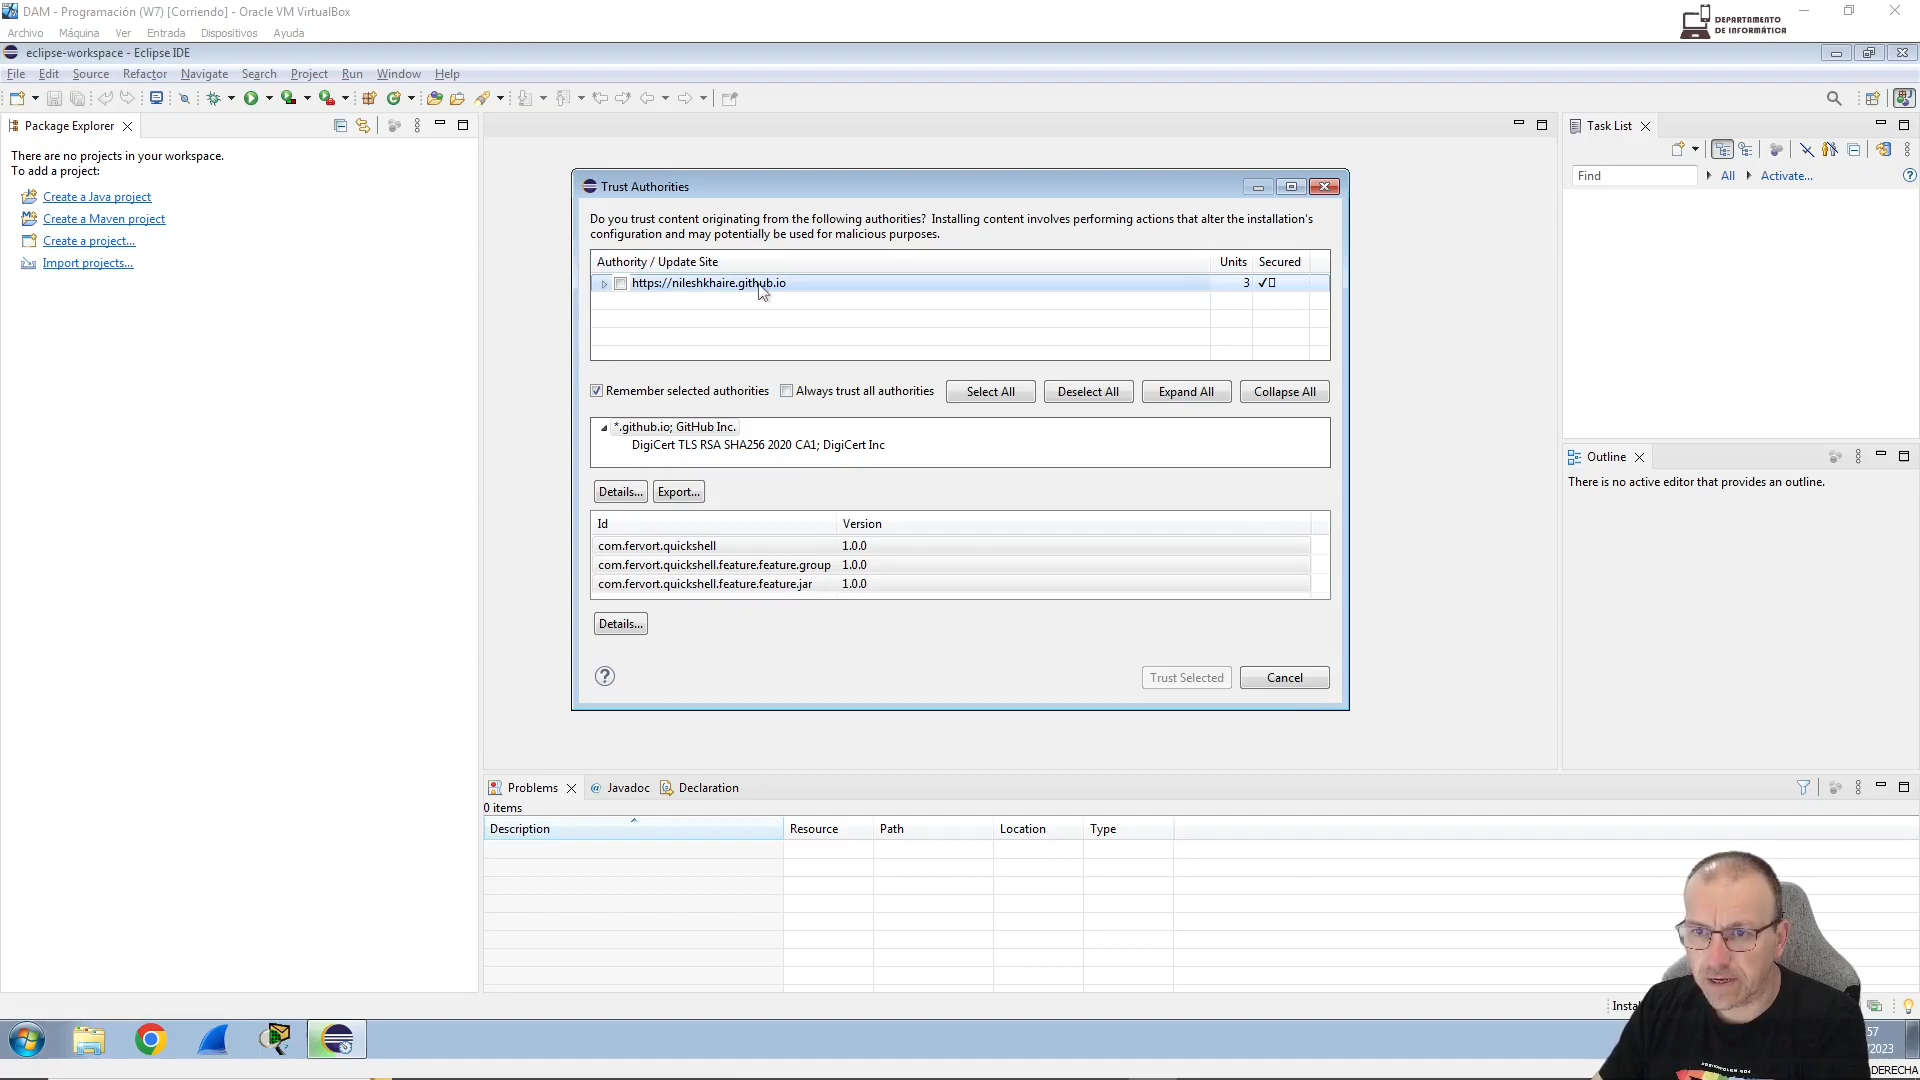 DAM - Programación (W7) [Corriendo] - Oracle VM VirtualBox
Archivo Máquina Ver Entrada Dispositivos Ayuda
DEPARTAMENTO
DE INFORMÁTICA
eclipse-workspace - Eclipse IDE
File Edit Source Refactor Navigate Search Project Run Window Help
Package Explorer
There are no projects in your workspace.
To add a project:
Create a Java project
Create a Maven project
Create a project...
Import projects...
Trust Authorities
Do you trust content originating from the following authorities? Installing content involves performing actions that alter the installation's
configuration and may potentially be used for malicious purposes.
Authority / Update Site Units Secured
https://nileshkhaire.github.io 3
Remember selected authorities Always trust all authorities Select All Deselect All Expand All Collapse All
*.github.io; GitHub Inc.
DigiCert TLS RSA SHA256 2020 CA1; DigiCert Inc
Details... Export...
Id Version
com.fervort.quickshell 1.0.0
com.fervort.quickshell.feature.feature.group 1.0.0
com.fervort.quickshell.feature.feature.jar 1.0.0
Details...
Trust Selected Cancel
Task List
Find All Activate...
Outline
There is no active editor that provides an outline.
Problems Javadoc Declaration
0 items
Description Resource Path Location Type
57
2023
DERECHA